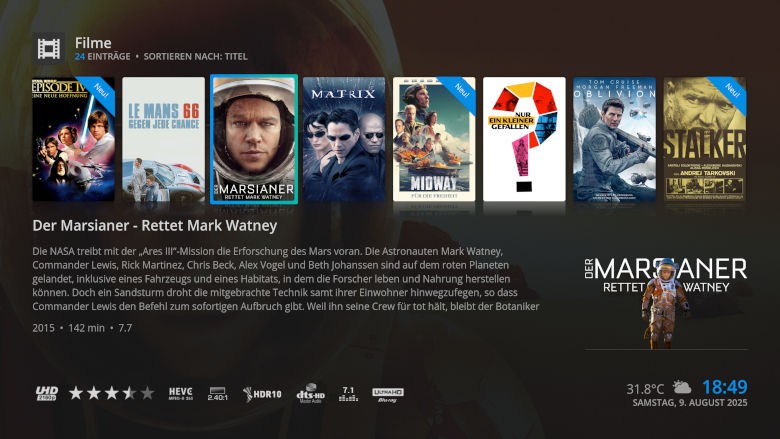 Filme
24 EINTRÄGE • SORTIEREN NACH: TITEL
STAR WARS
EPISODE IV
EINE NEUE HOFFNUNG
Neu!
LE MANS 66
GEGEN JEDE CHANCE
DER MARSIANER
RETTET MARK WATNEY
MATRIX
Neu!
MIDWAY
FÜR DIE FREIHEIT
NUR
EIN KLEINER
GEFALLEN
TOM CRUISE
MORGAN FREEMAN
OBLIVION
Neu!
STALKER
ANDREJ TARKOWSKI
Der Marsianer - Rettet Mark Watney
Die NASA treibt mit der „Ares III“-Mission die Erforschung des Mars voran. Die Astronauten Mark Watney,
Commander Lewis, Rick Martinez, Chris Beck, Alex Vogel und Beth Johanssen sind auf dem roten Planeten
gelandet, inklusive eines Fahrzeugs und eines Habitats, in dem die Forscher leben und Nahrung herstellen
können. Doch ein Sandsturm droht die mitgebrachte Technik samt ihrer Einwohner hinwegzufegen, so dass
Commander Lewis den Befehl zum sofortigen Aufbruch gibt. Weil ihn seine Crew für tot hält, bleibt der Botaniker
2015 • 142 min • 7.7
DER MARSIANER
RETTET MARK WATNEY
UHD
2160p
HEVC
MPEG-H 265
2.40:1
HDR10
dts-HD
Master Audio
7.1
ULTRA HD
Blu-ray
31.8°C
18:49
SAMSTAG, 9. AUGUST 2025